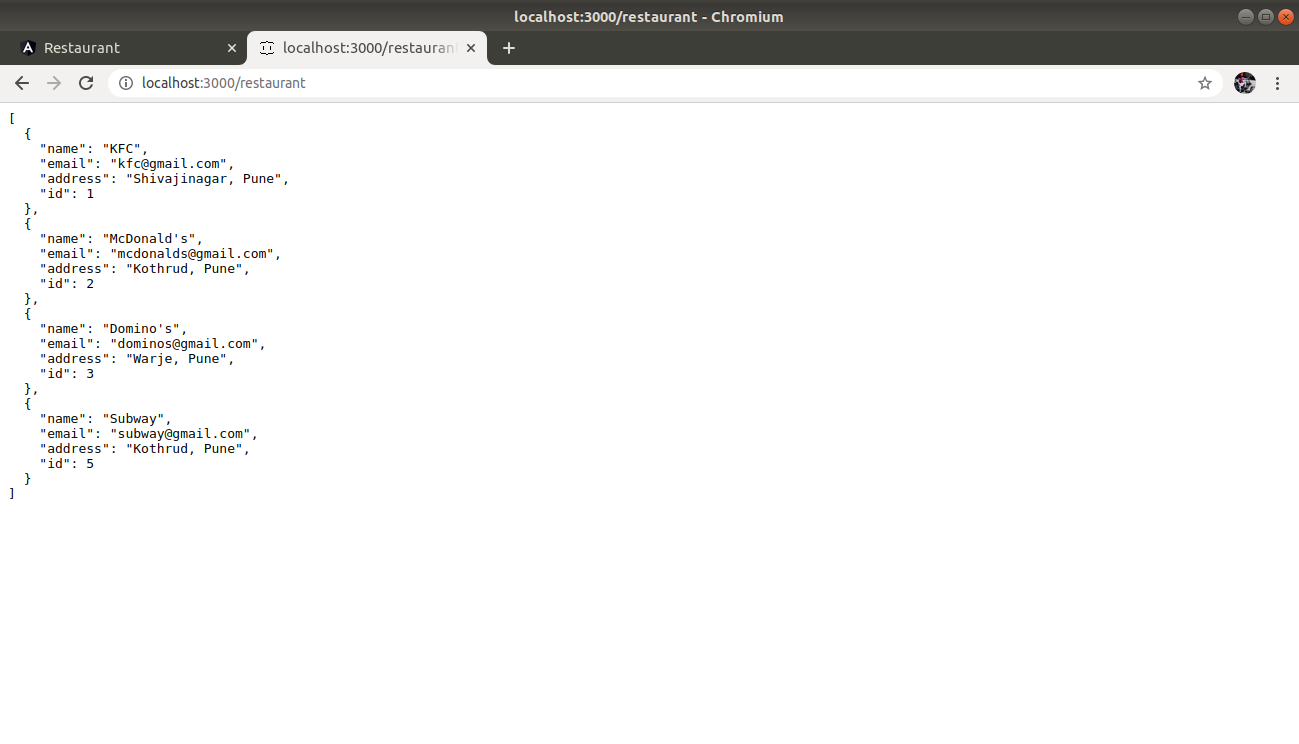 localhost:3000/restaurant - Chromium
Restaurant
localhost:3000/restaurant
localhost:3000/restaurant
[
  {
    "name": "KFC",
    "email": "kfc@gmail.com",
    "address": "Shivajinagar, Pune",
    "id": 1
  },
  {
    "name": "McDonald's",
    "email": "mcdonalds@gmail.com",
    "address": "Kothrud, Pune",
    "id": 2
  },
  {
    "name": "Domino's",
    "email": "dominos@gmail.com",
    "address": "Warje, Pune",
    "id": 3
  },
  {
    "name": "Subway",
    "email": "subway@gmail.com",
    "address": "Kothrud, Pune",
    "id": 5
  }
]